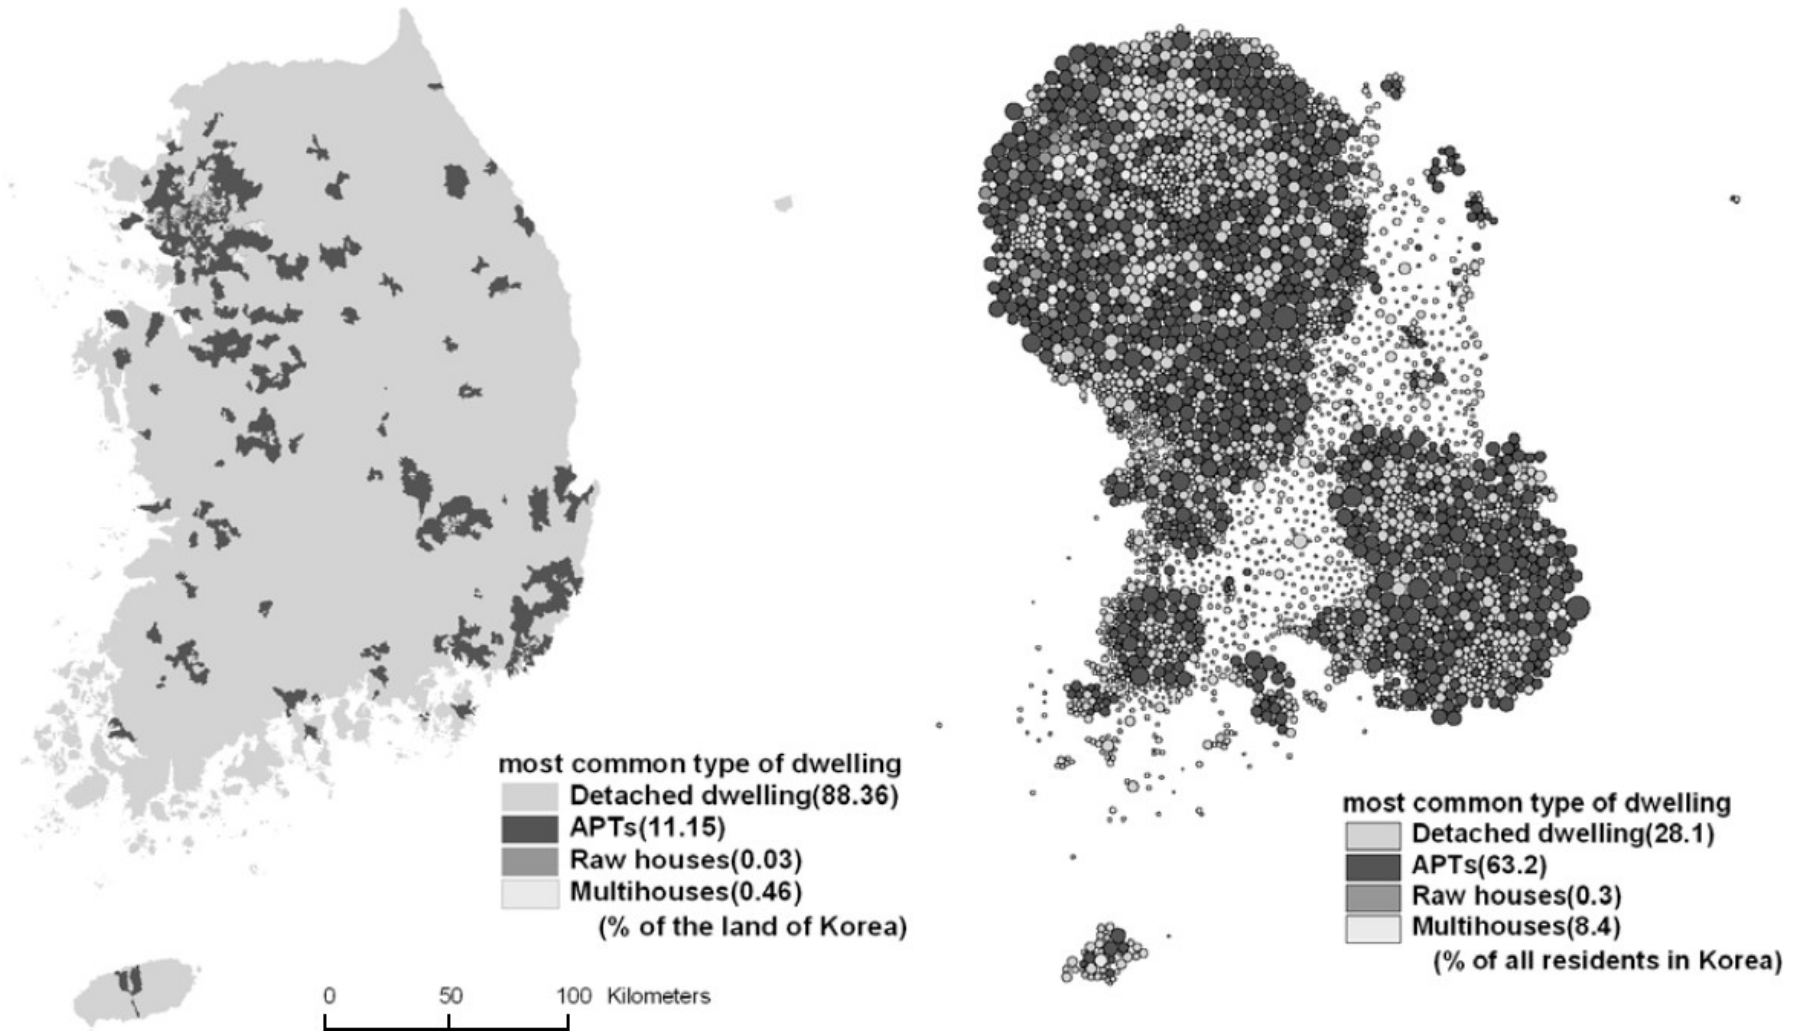 most common type of dwelling
Detached dwelling(88.36)
APTs(11.15)
Raw houses(0.03)
Multihouses(0.46)
(% of the land of Korea)
0 50 100 Kilometers
most common type of dwelling
Detached dwelling(28.1)
APTs(63.2)
Raw houses(0.3)
Multihouses(8.4)
(% of all residents in Korea)